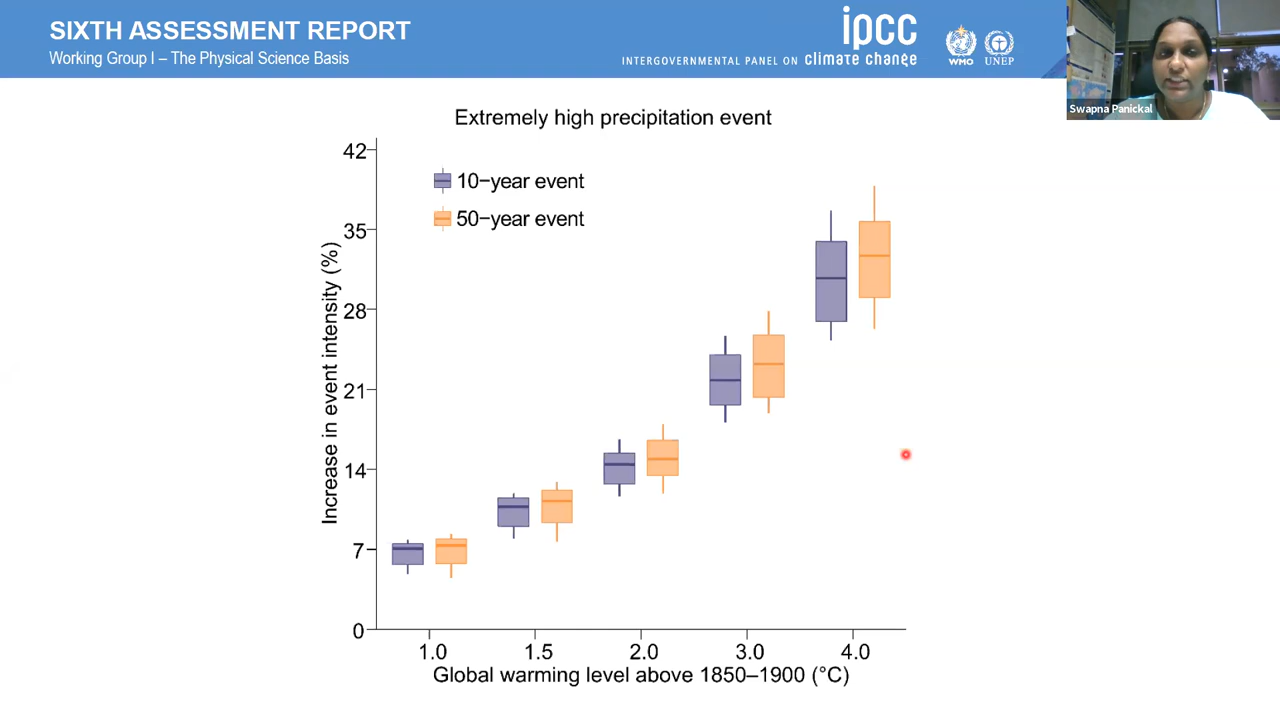 SIXTH ASSESSMENT REPORT
Working Group I – The Physical Science Basis
INTERGOVERNMENTAL PANEL ON climate change
ipcc
WMO
UNEP
Swapna Panickal
Extremely high precipitation event
10−year event
50−year event
Increase in event intensity (%)
42
35
28
21
14
7
0
1.0 1.5 2.0 3.0 4.0
Global warming level above 1850–1900 (°C)